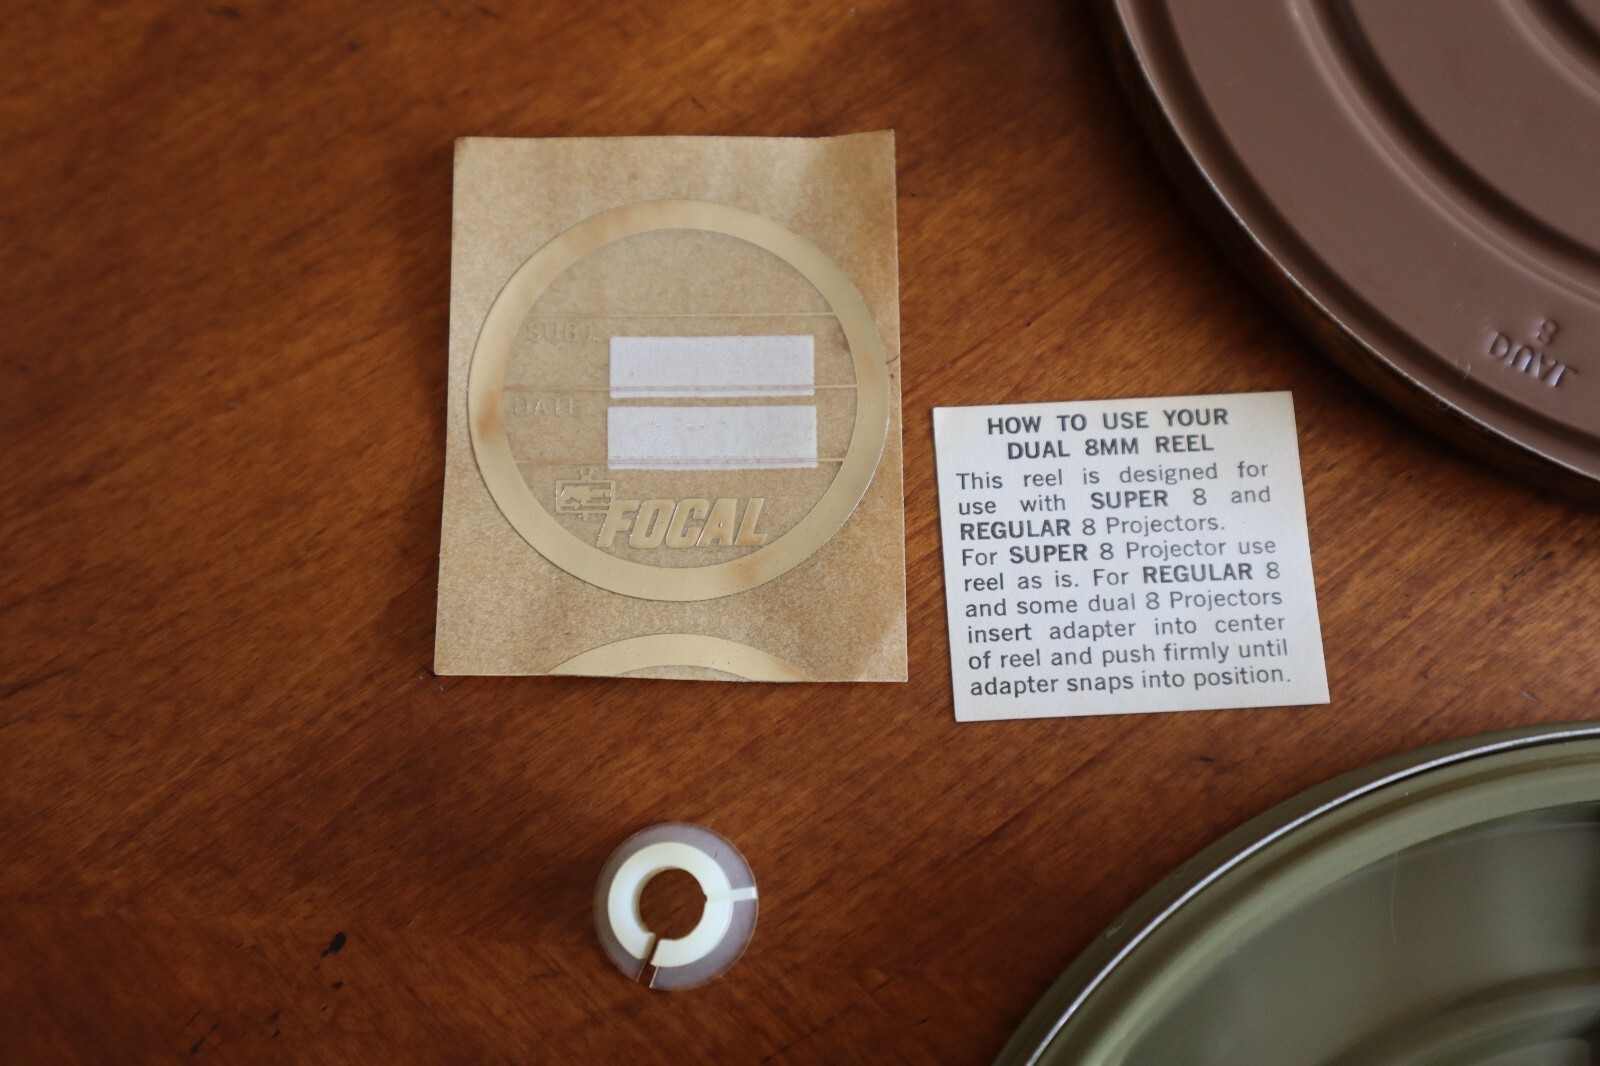 SUBJ.
DATE
FOCAL
HOW TO USE YOUR
DUAL 8MM REEL
This reel is designed for
use with SUPER 8 and
REGULAR 8 Projectors.
For SUPER 8 Projector use
reel as is. For REGULAR 8
and some dual 8 Projectors
insert adapter into center
of reel and push firmly until
adapter snaps into position.
DUAL
8